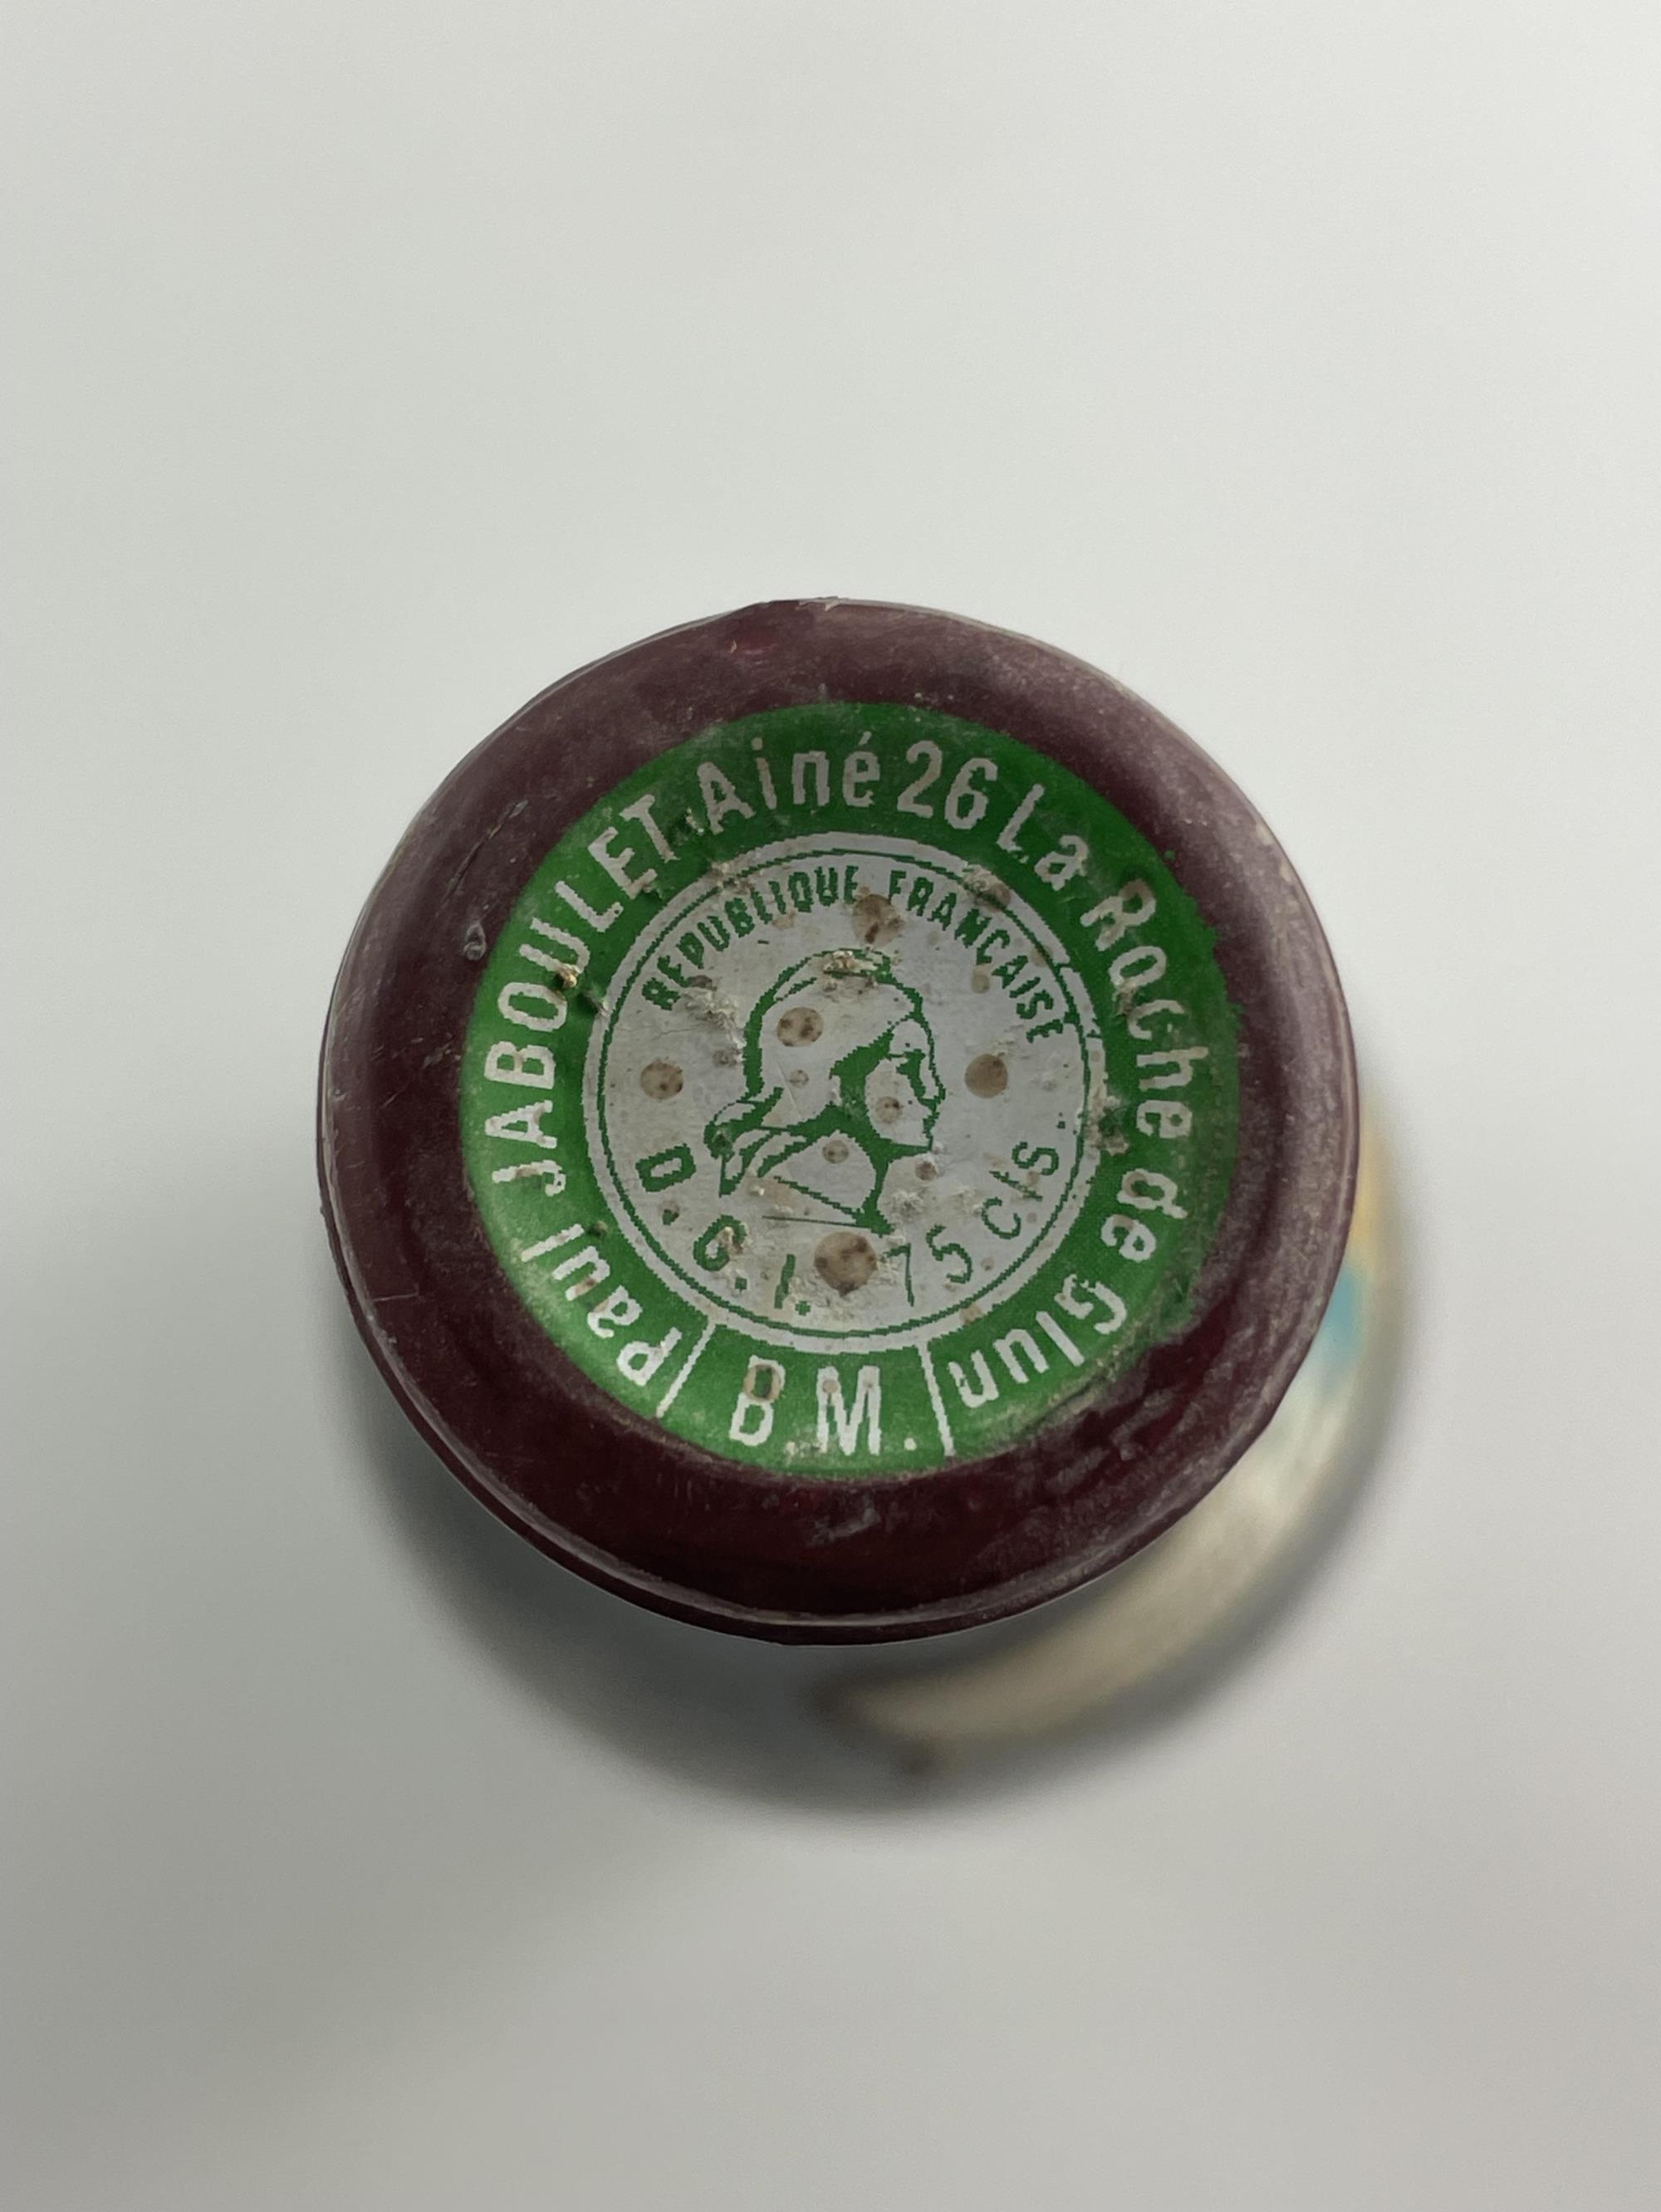 Paul JABOULET Ainé 26 La Roche de Glun
B.M.
REPUBLIQUE FRANÇAISE
D.G.I. 75 cls.